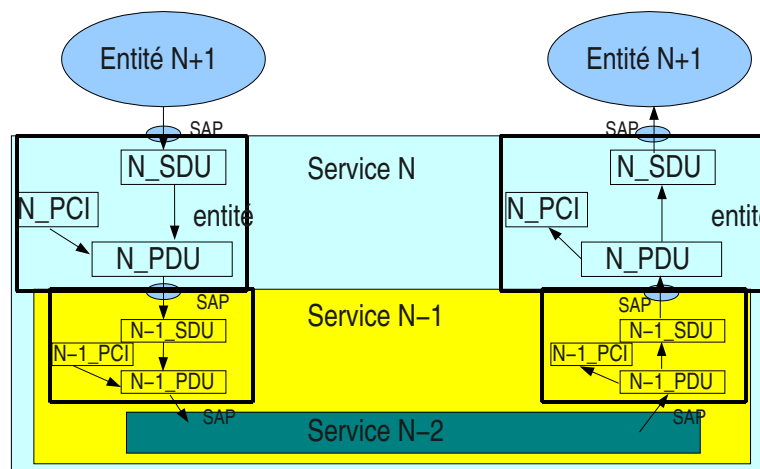 Entité N+1
Entité N+1
SAP
SAP
N_SDU
Service N
N_SDU
N_PCI
entité
N_PCI
entité
N_PDU
N_PDU
SAP
SAP
Service N−1
N−1_SDU
N−1_SDU
N−1_PCI
N−1_PCI
N−1_PDU
N−1_PDU
SAP
SAP
Service N−2